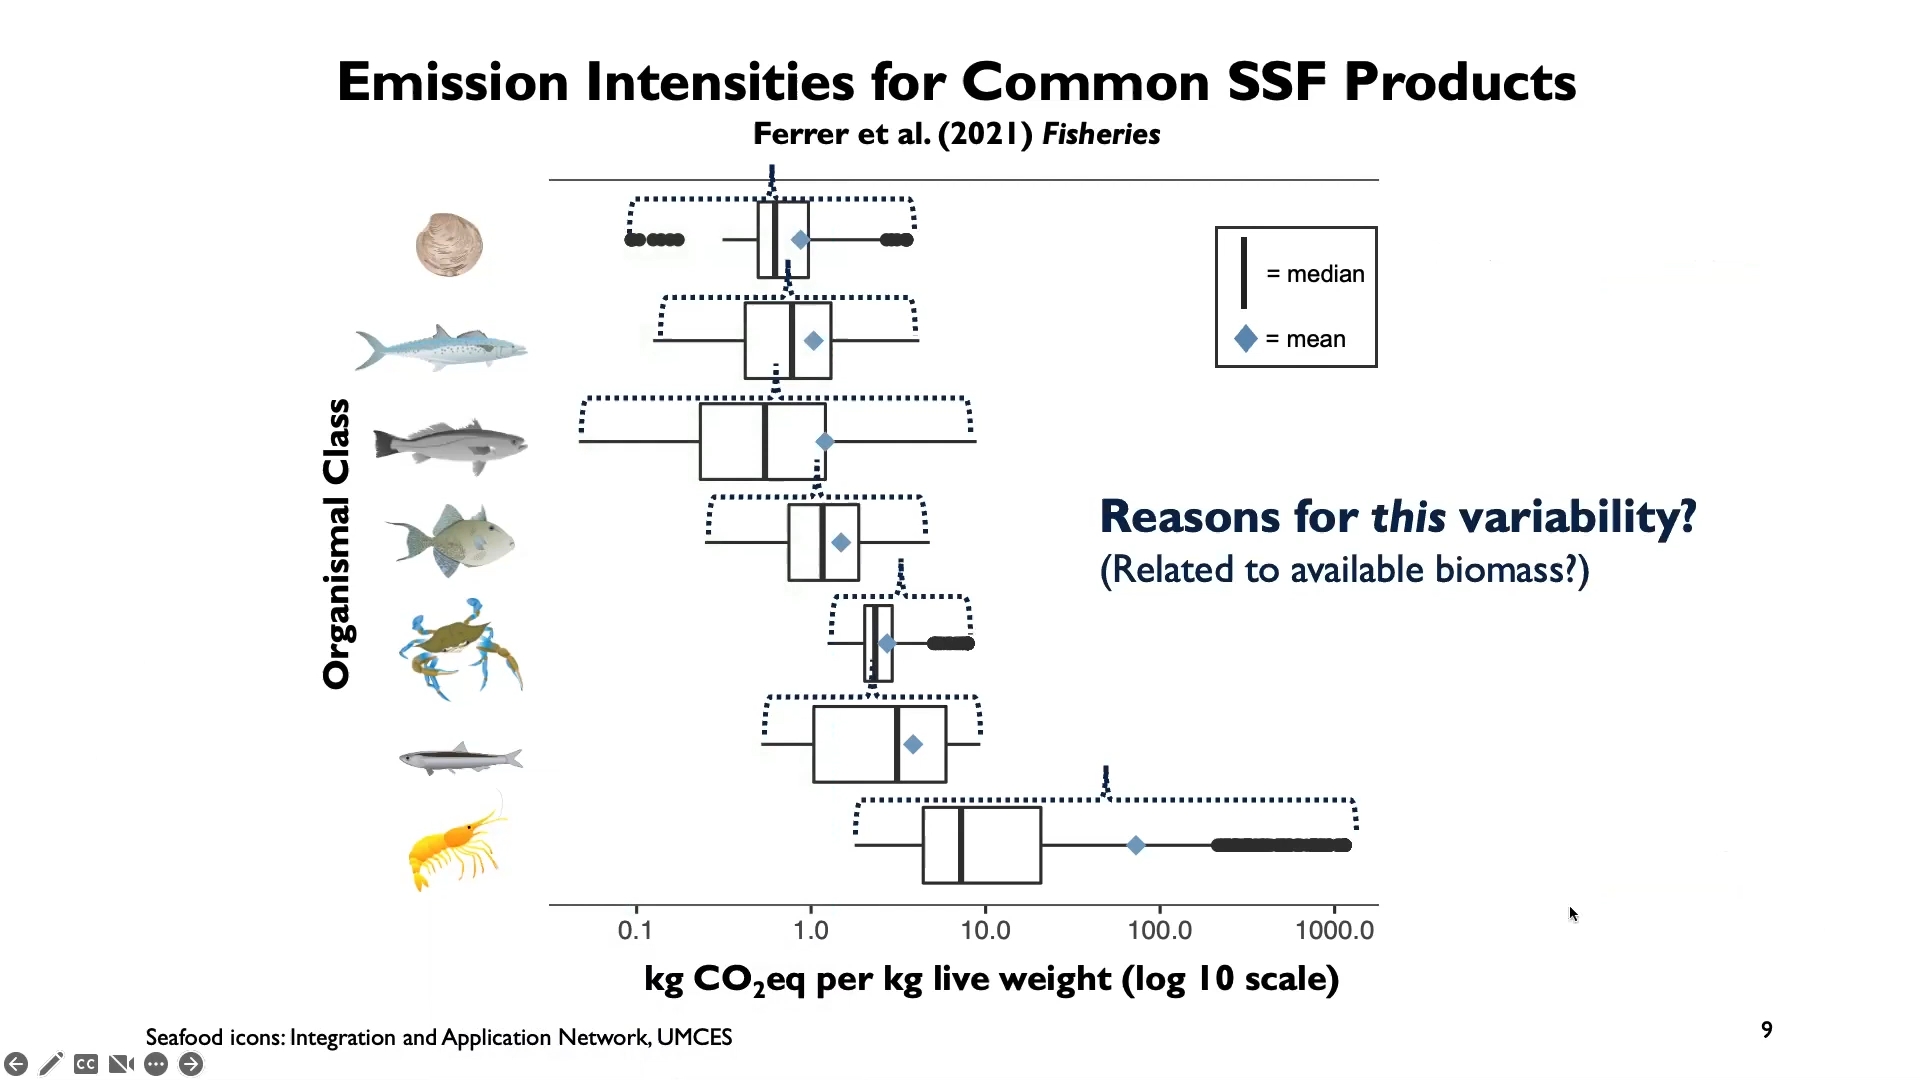 Emission Intensities for Common SSF Products
Ferrer et al. (2021) Fisheries
= median
= mean
Organismal Class
Reasons for this variability?
(Related to available biomass?)
0.1 1.0 10.0 100.0 1000.0
kg CO₂eq per kg live weight (log 10 scale)
Seafood icons: Integration and Application Network, UMCES
9
CC